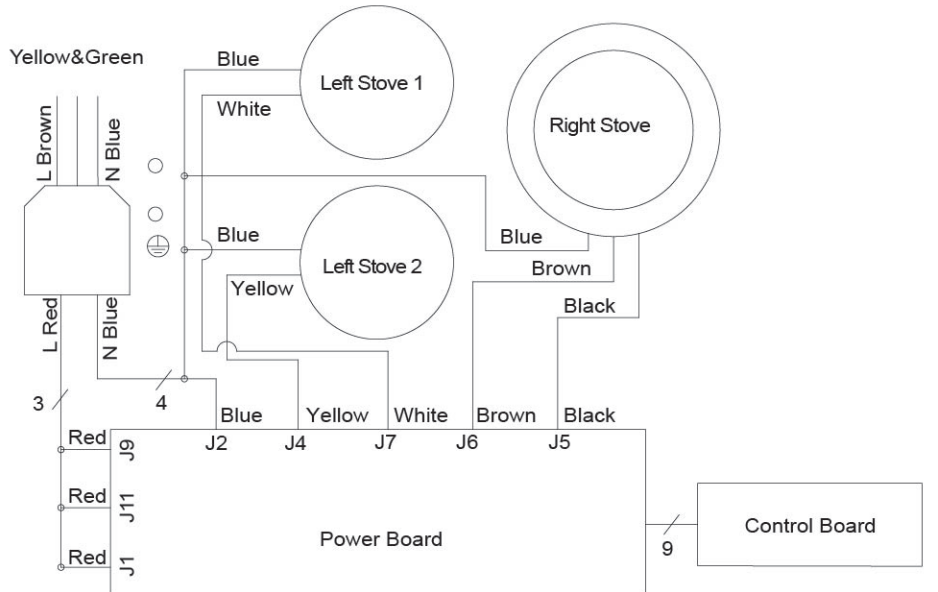 Yellow&Green
L Brown
N Blue
Blue
White
Left Stove 1
Right Stove
Blue
Yellow
Left Stove 2
Blue
Brown
Black
L Red
N Blue
3
4
Blue
Yellow
White
Brown
Black
J2
J4
J7
J6
J5
Red
J9
Red
J11
Red
J1
Power Board
9
Control Board